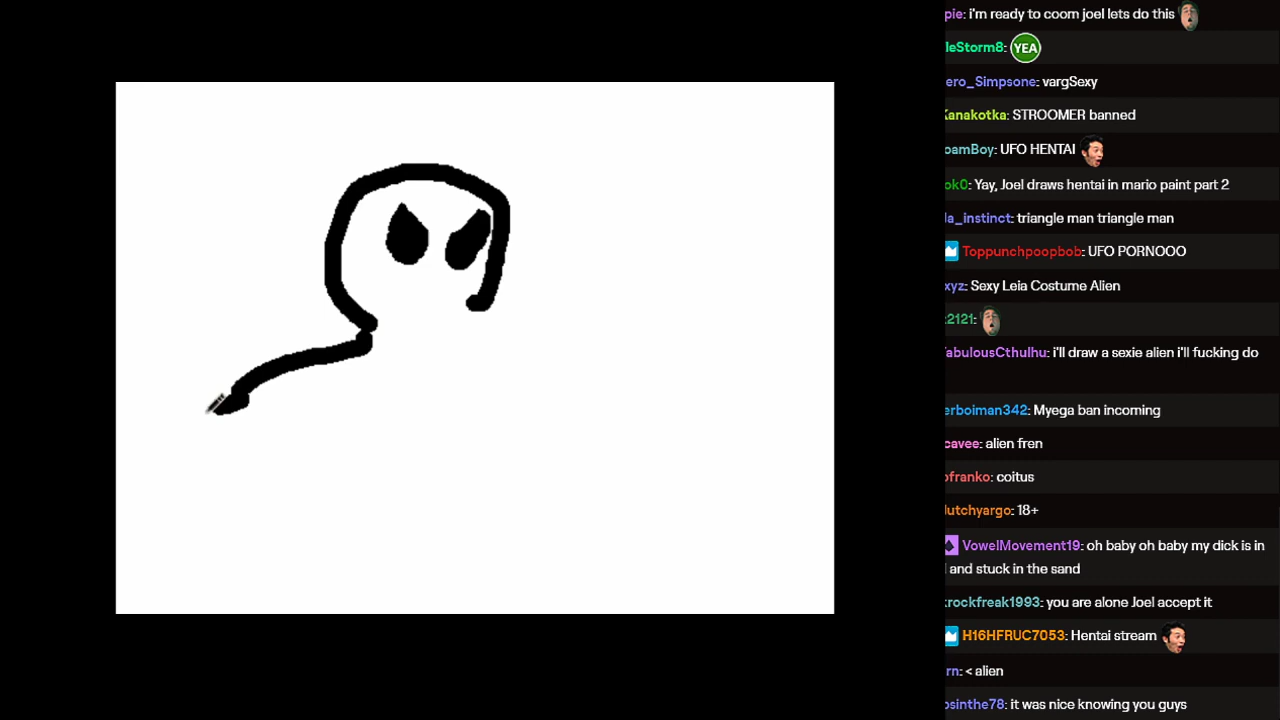 pie: i'm ready to coom joel lets do this
leStorm8: YEA
ero_Simpsone: vargSexy
Kanakotka: STROOMER banned
oamBoy: UFO HENTAI
ok0: Yay, Joel draws hentai in mario paint part 2
la_instinct: triangle man triangle man
Toppunchpoopbob: UFO PORNOOO
xyz: Sexy Leia Costume Alien
2121:
FabulousCthulhu: i'll draw a sexie alien i'll fucking do
erboiman342: Myega ban incoming
cavee: alien fren
ofranko: coitus
lutchyargo: 18+
VowelMovement19: oh baby oh baby my dick is in
and stuck in the sand
rockfreak1993: you are alone Joel accept it
H16HFRUC7053: Hentai stream
rn: < alien
osinthe78: it was nice knowing you guys